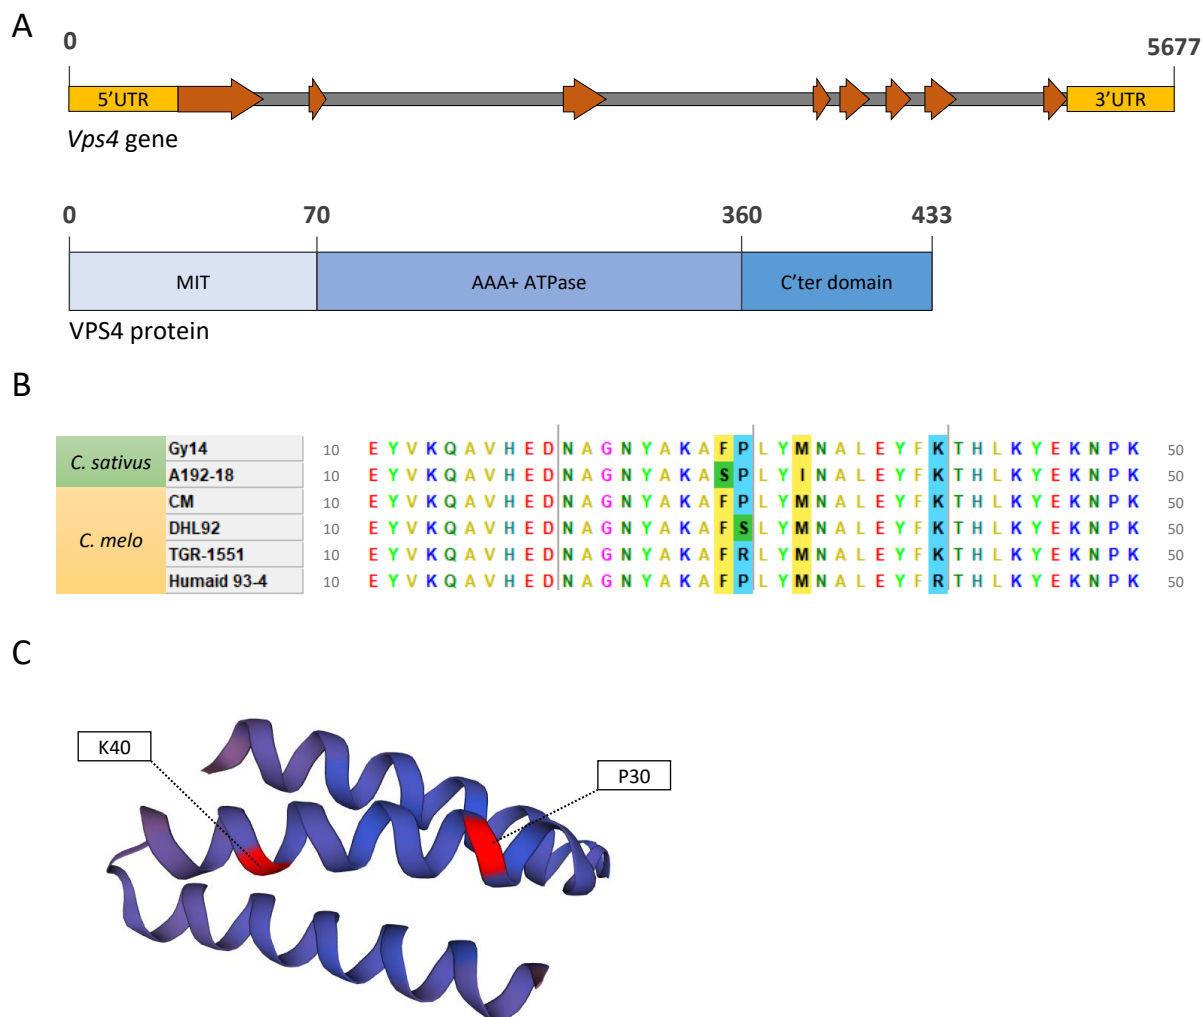 A
0 5677
5'UTR 3'UTR
Vps4 gene
0 70 360 433
MIT AAA+ ATPase C'ter domain
VPS4 protein
B
C. sativus
Gy14 10 E Y V K Q A V H E D N A G N Y A K A F P L Y M N A L E Y F K T H L K Y E K N P K 50
A192-18 10 E Y V K Q A V H E D N A G N Y A K A S P L Y I N A L E Y F K T H L K Y E K N P K 50
C. melo
CM 10 E Y V K Q A V H E D N A G N Y A K A F P L Y M N A L E Y F K T H L K Y E K N P K 50
DHL92 10 E Y V K Q A V H E D N A G N Y A K A F S L Y M N A L E Y F K T H L K Y E K N P K 50
TGR-1551 10 E Y V K Q A V H E D N A G N Y A K A F R L Y M N A L E Y F K T H L K Y E K N P K 50
Humaid 93-4 10 E Y V K Q A V H E D N A G N Y A K A F P L Y M N A L E Y F R T H L K Y E K N P K 50
C
K40
P30